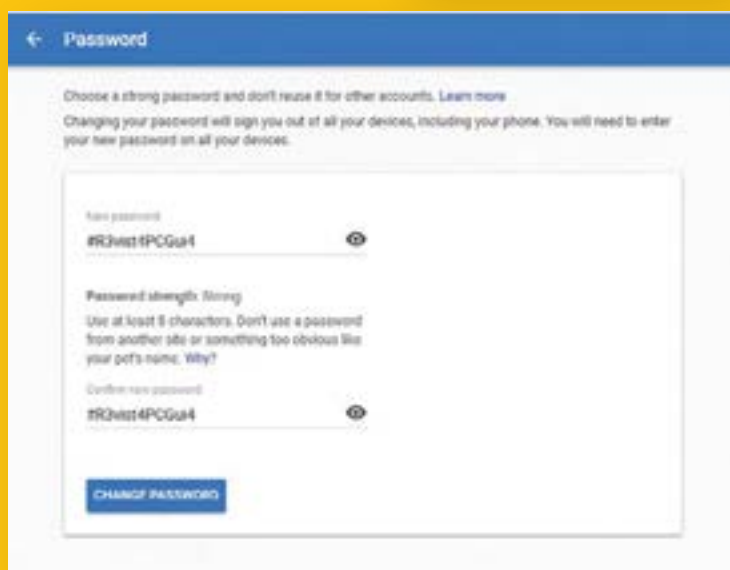 Password
Choose a strong password and don't reuse it for other accounts. Learn more
Changing your password will sign you out of all your devices, including your phone. You will need to enter
your new password on all your devices.
New password
#R3vist4PCGui4
Password strength: Strong
Use at least 8 characters. Don't use a password
from another site or something too obvious like
your pet's name. Why?
Confirm new password
#R3vist4PCGui4
CHANGE PASSWORD